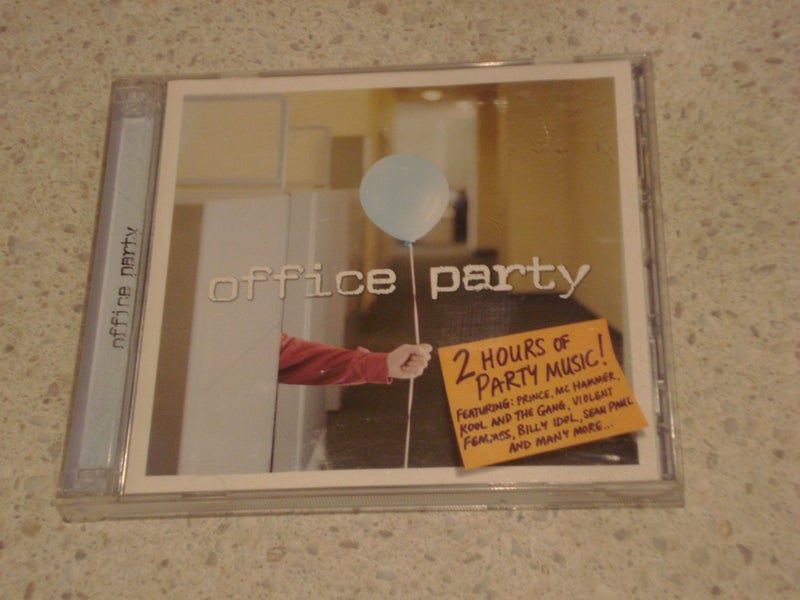 office party
office party
2 HOURS OF
PARTY MUSIC!
FEATURING: PRINCE, MC HAMMER,
KOOL AND THE GANG, VIOLENT
FEMMES, BILLY IDOL, SEAN PAUL
AND MANY MORE...